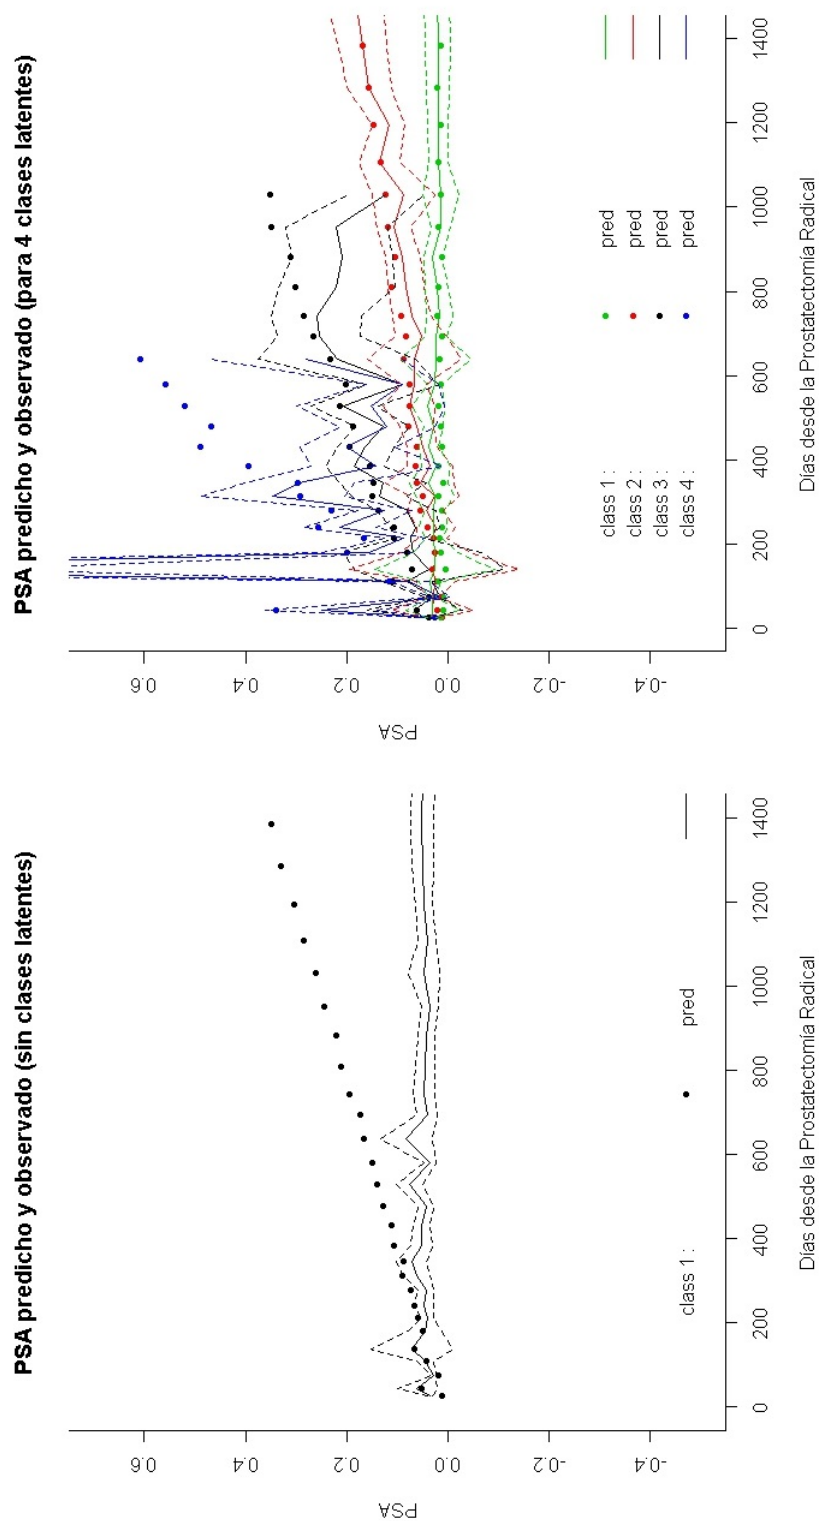 PSA predicho y observado (sin clases latentes)
PSA
0.6
0.4
0.2
0.0
-0.2
-0.4
class 1 :
pred
0 200 400 600 800 1000 1200 1400
Días desde la Prostatectomía Radical
PSA predicho y observado (para 4 clases latentes)
PSA
0.6
0.4
0.2
0.0
-0.2
-0.4
class 1 : pred
class 2 : pred
class 3 : pred
class 4 : pred
0 200 400 600 800 1000 1200 1400
Días desde la Prostatectomía Radical